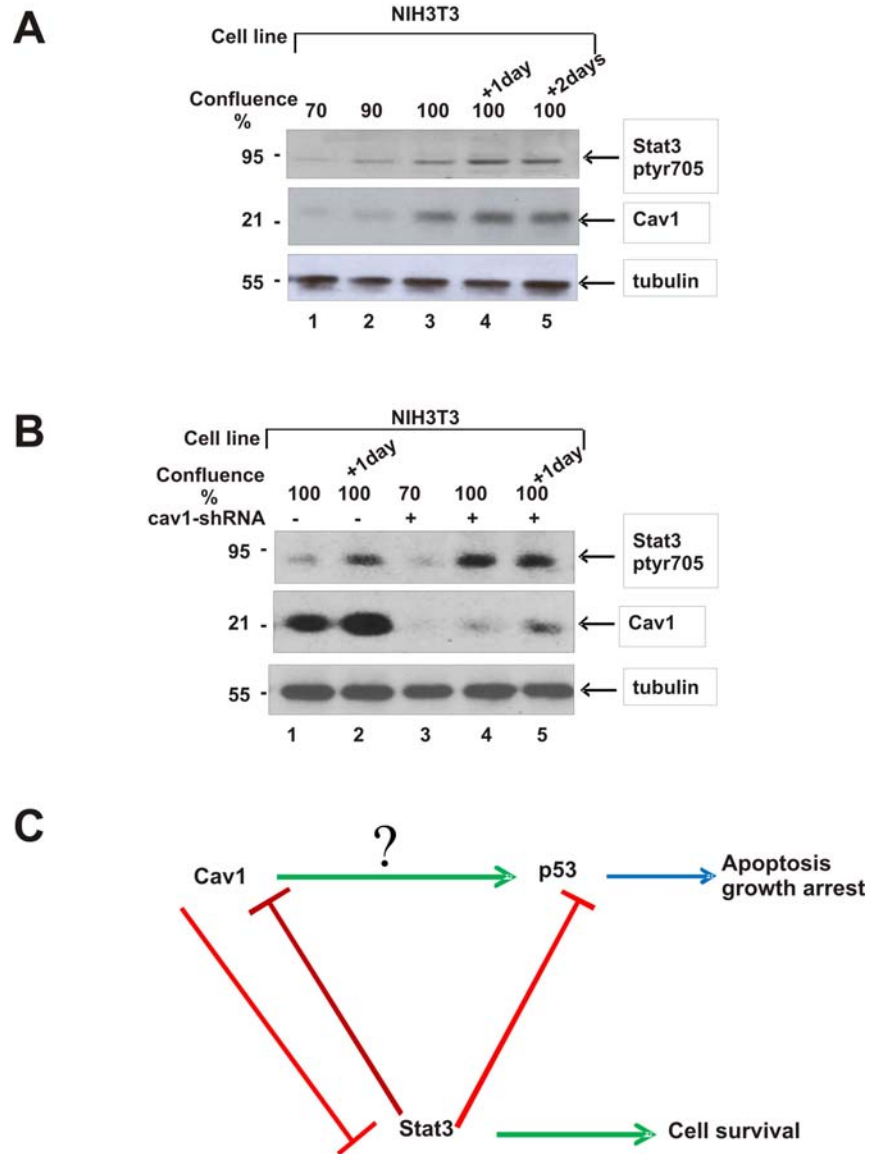 A
NIH3T3
Cell line
+1day +2days
Confluence 70 90 100 100 100
%
95 - Stat3
ptyr705
21 - Cav1
55 - tubulin
1 2 3 4 5
B
NIH3T3
Cell line
+1day +1day
Confluence
% 100 100 70 100 100
cav1-shRNA - - + + +
95 - Stat3
ptyr705
21 - Cav1
55 - tubulin
1 2 3 4 5
C
?
Cav1 p53 Apoptosis
growth arrest
Stat3 Cell survival